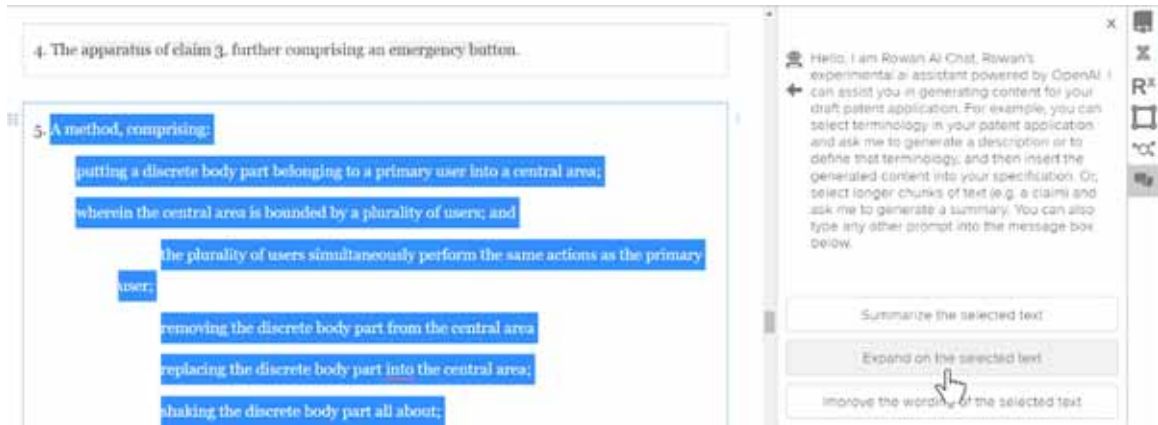 4. The apparatus of claim 3, further comprising an emergency button.
5. A method, comprising:
putting a discrete body part belonging to a primary user into a central area;
wherein the central area is bounded by a plurality of users; and
the plurality of users simultaneously perform the same actions as the primary
user;
removing the discrete body part from the central area
replacing the discrete body part into the central area;
shaking the discrete body part all about;
Hello, I am Rowan AI Chat, Rowan's
experimental ai assistant powered by OpenAI. I
can assist you in generating content for your
draft patent application. For example, you can
select terminology in your patent application
and ask me to generate a description or to
define that terminology, and then insert the
generated content into your specification. Or,
select longer chunks of text (e.g. a claim) and
ask me to generate a summary. You can also
type any other prompt into the message box
below.
Summarize the selected text
Expand on the selected text
Improve the wording of the selected text
Rx